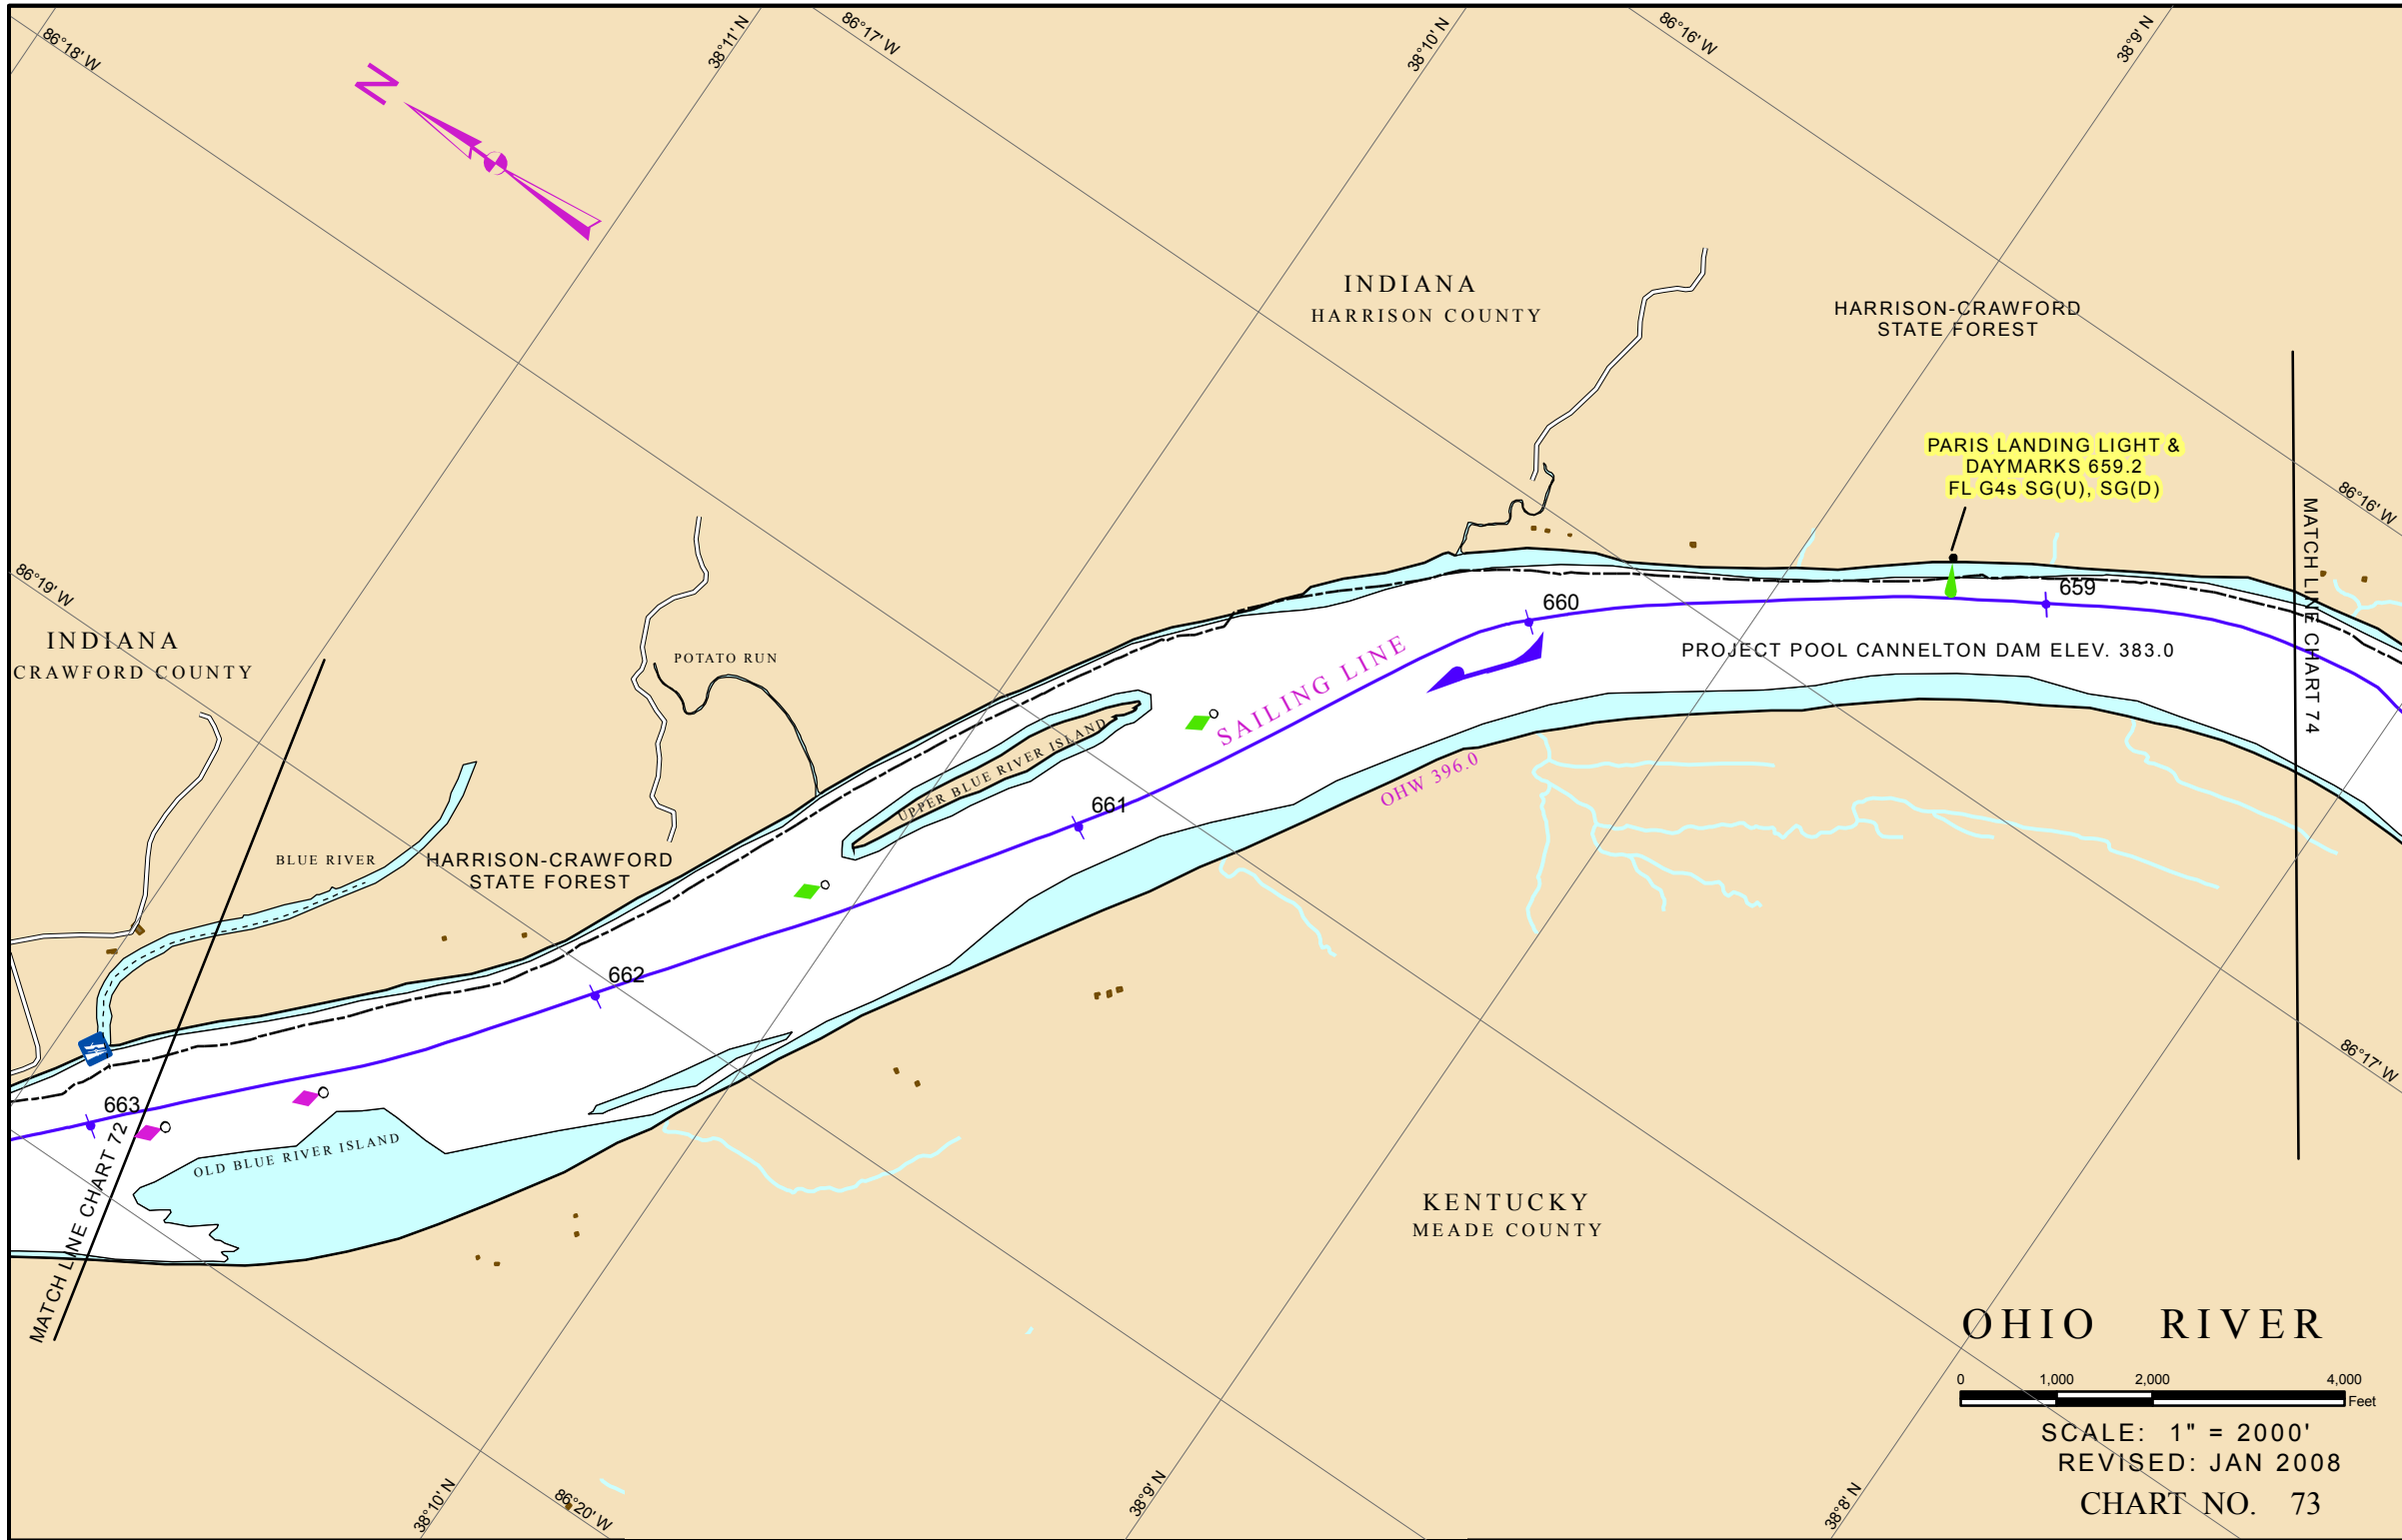 86°18' W
38°11' N
86°17' W
38°10' N
86°16' W
38°9' N
N
INDIANA
HARRISON COUNTY
HARRISON-CRAWFORD
STATE FOREST
PARIS LANDING LIGHT &
DAYMARKS 659.2
FL G4s SG(U), SG(D)
86°16' W
MATCH LINE CHART 74
86°19' W
INDIANA
CRAWFORD COUNTY
POTATO RUN
660
659
SAILING LINE
PROJECT POOL CANNELTON DAM ELEV. 383.0
UPPER BLUE RIVER ISLAND
OHW 396.0
661
BLUE RIVER
HARRISON-CRAWFORD
STATE FOREST
662
663
OLD BLUE RIVER ISLAND
MATCH LINE CHART 72
86°17' W
KENTUCKY
MEADE COUNTY
OHIO RIVER
0 1,000 2,000 4,000
Feet
SCALE: 1" = 2000'
REVISED: JAN 2008
CHART NO. 73
38°10' N
86°20' W
38°9' N
38°8' N